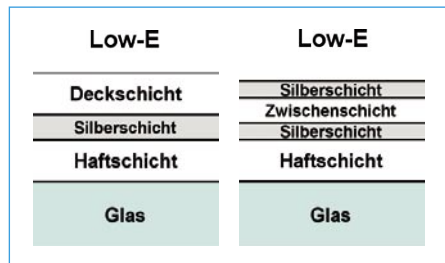 Low-E
Deckschicht
Silberschicht
Haftschicht
Glas
Low-E
Silberschicht
Zwischenschicht
Silberschicht
Haftschicht
Glas